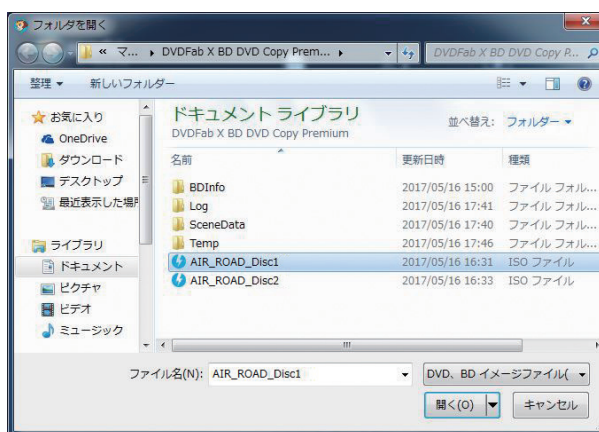 フォルダを開く
« マ... ▸ DVDFab X BD DVD Copy Prem... ▸
DVDFab X BD DVD Copy P...
整理 新しいフォルダー
お気に入り
OneDrive
ダウンロード
デスクトップ
最近表示した場所
ライブラリ
ドキュメント
ピクチャ
ビデオ
ミュージック
ドキュメント ライブラリ
DVDFab X BD DVD Copy Premium
並べ替え: フォルダー
名前 更新日時 種類
BDInfo 2017/05/16 15:00 ファイル フォル...
Log 2017/05/16 17:41 ファイル フォル...
SceneData 2017/05/16 17:40 ファイル フォル...
Temp 2017/05/16 17:46 ファイル フォル...
AIR_ROAD_Disc1 2017/05/16 16:31 ISO ファイル
AIR_ROAD_Disc2 2017/05/16 16:33 ISO ファイル
ファイル名(N): AIR_ROAD_Disc1 DVD、BD イメージファイル(
開く(O) キャンセル